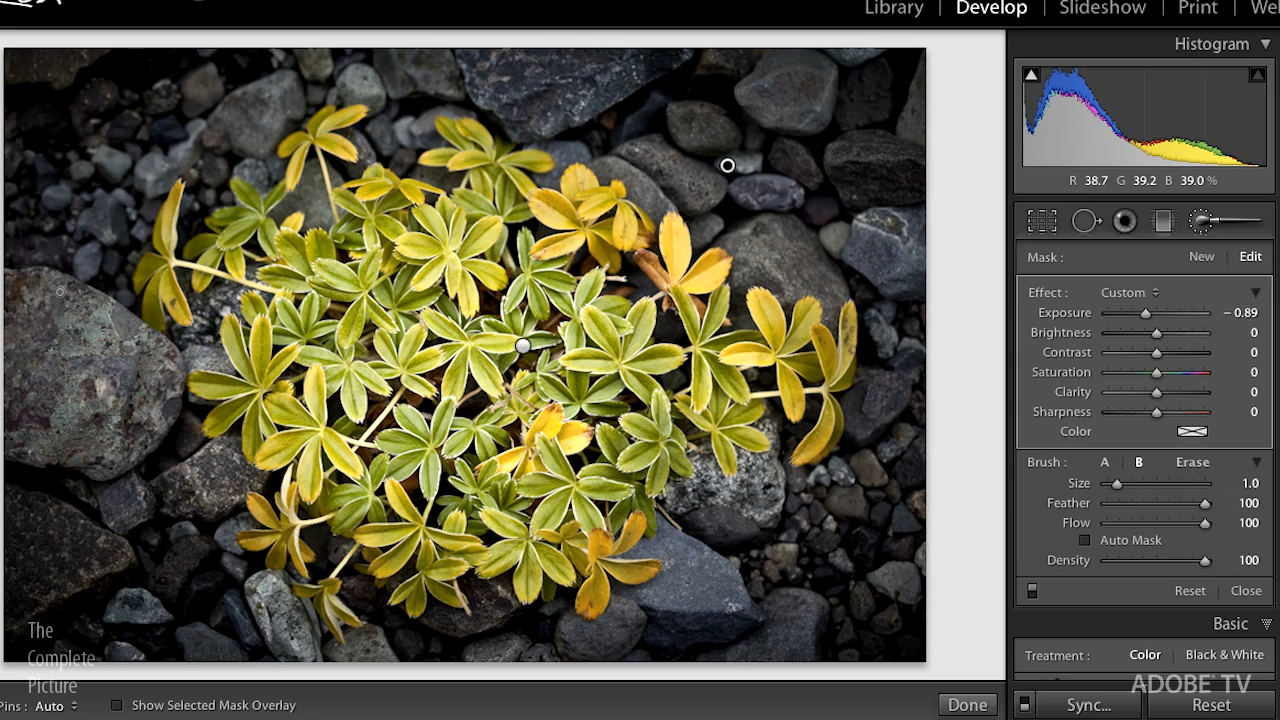 Library | Develop | Slideshow | Print |
Histogram
R 38.7 G 39.2 B 39.0 %
Mask : New | Edit
Effect : Custom
Exposure − 0.89
Brightness 0
Contrast 0
Saturation 0
Clarity 0
Sharpness 0
Color
Brush : A | B Erase
Size 1.0
Feather 100
Flow 100
Auto Mask
Density 100
Reset Close
Basic
Treatment : Color | Black & White
The
Complete
Picture
ADOBE TV
Pins : Auto Show Selected Mask Overlay Done Sync... Reset